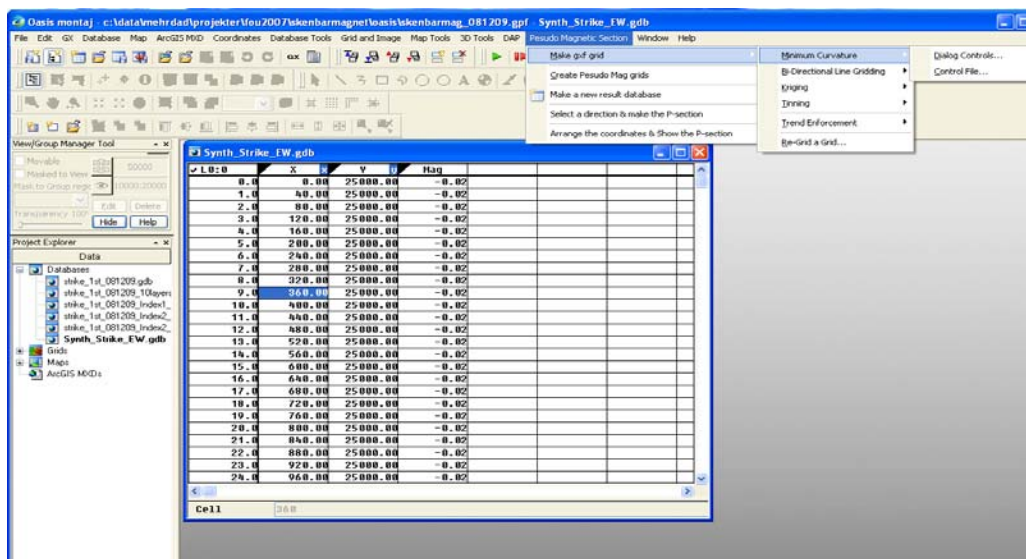 Oasis montaj - c:\data\mehrdad\projekter\fou2007\skenbarmagnet\oasis\skenbarmag_081209.gpf - Synth_Strike_EW.gdb
File Edit GX Database Map ArcGIS MXD Coordinates Database Tools Grid and Image Map Tools 3D Tools DAP Pesudo Magnetic Section Window Help
Make gxf grid
Create Pesudo Mag grids
Make a new result database
Select a direction & make the P-section
Arrange the coordinates & Show the P-section
Minimum Curvature
Bi-Directional Line Gridding
Kriging
Tinning
Trend Enforcement
Re-Grid a Grid...
Dialog Controls...
Control File...
View/Group Manager Tool
Movable
Masked to View
Mask to Group regic
50000
10000:20000
Edit Delete
Transparency 100%
Hide Help
Project Explorer
Data
Databases
strike_1st_081209.gdb
strike_1st_081209_10layers
strike_1st_081209_Index1_
strike_1st_081209_Index2_
strike_1st_081209_Index2_
Synth_Strike_EW.gdb
Grids
Maps
ArcGIS MXDs
Synth_Strike_EW.gdb
L0:0 X Y Mag
0.0 0.00 25000.00 -0.02
1.0 40.00 25000.00 -0.02
2.0 80.00 25000.00 -0.02
3.0 120.00 25000.00 -0.02
4.0 160.00 25000.00 -0.02
5.0 200.00 25000.00 -0.02
6.0 240.00 25000.00 -0.02
7.0 280.00 25000.00 -0.02
8.0 320.00 25000.00 -0.02
9.0 360.00 25000.00 -0.02
10.0 400.00 25000.00 -0.02
11.0 440.00 25000.00 -0.02
12.0 480.00 25000.00 -0.02
13.0 520.00 25000.00 -0.02
14.0 560.00 25000.00 -0.02
15.0 600.00 25000.00 -0.02
16.0 640.00 25000.00 -0.02
17.0 680.00 25000.00 -0.02
18.0 720.00 25000.00 -0.02
19.0 760.00 25000.00 -0.02
20.0 800.00 25000.00 -0.02
21.0 840.00 25000.00 -0.02
22.0 880.00 25000.00 -0.02
23.0 920.00 25000.00 -0.02
24.0 960.00 25000.00 -0.02
Cell 360